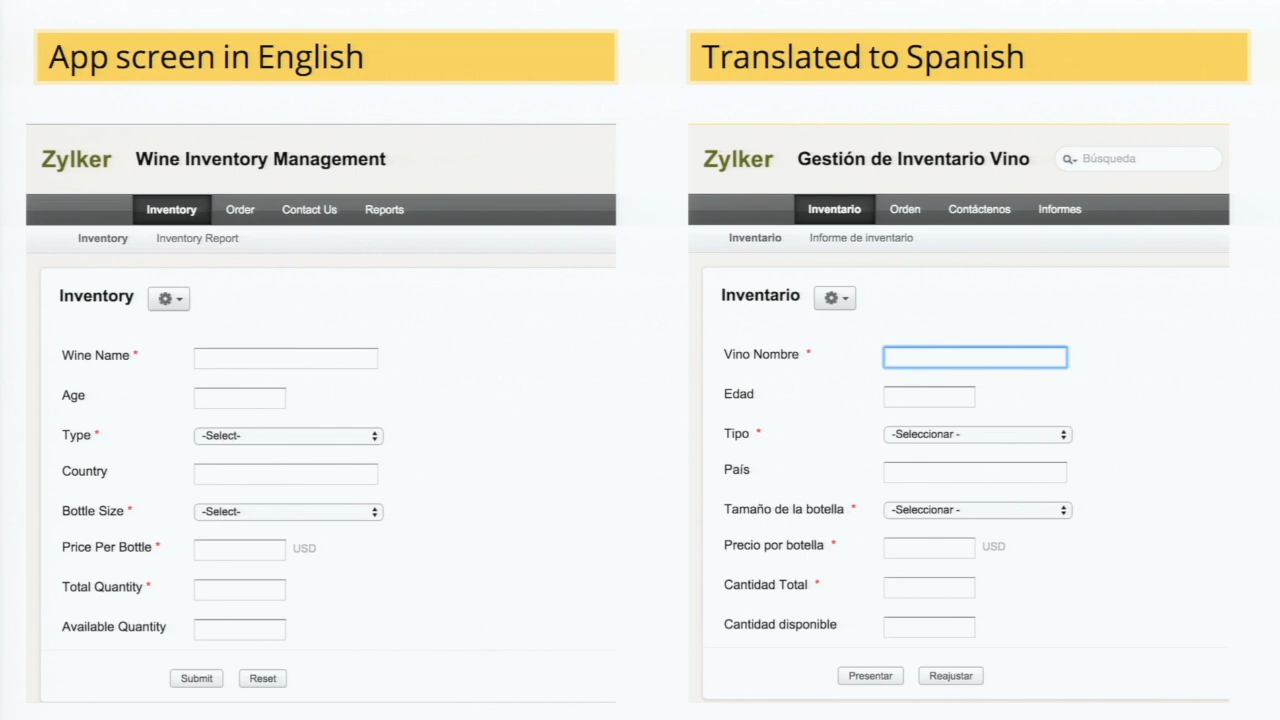 App screen in English
Zylker Wine Inventory Management
Inventory Order Contact Us Reports
Inventory Inventory Report
Inventory
Wine Name *
Age
Type * -Select-
Country
Bottle Size * -Select-
Price Per Bottle * USD
Total Quantity *
Available Quantity
Submit Reset
Translated to Spanish
Zylker Gestión de Inventario Vino Búsqueda
Inventario Orden Contáctenos Informes
Inventario Informe de inventario
Inventario
Vino Nombre *
Edad
Tipo * -Seleccionar -
País
Tamaño de la botella * -Seleccionar -
Precio por botella * USD
Cantidad Total *
Cantidad disponible
Presentar Reajustar